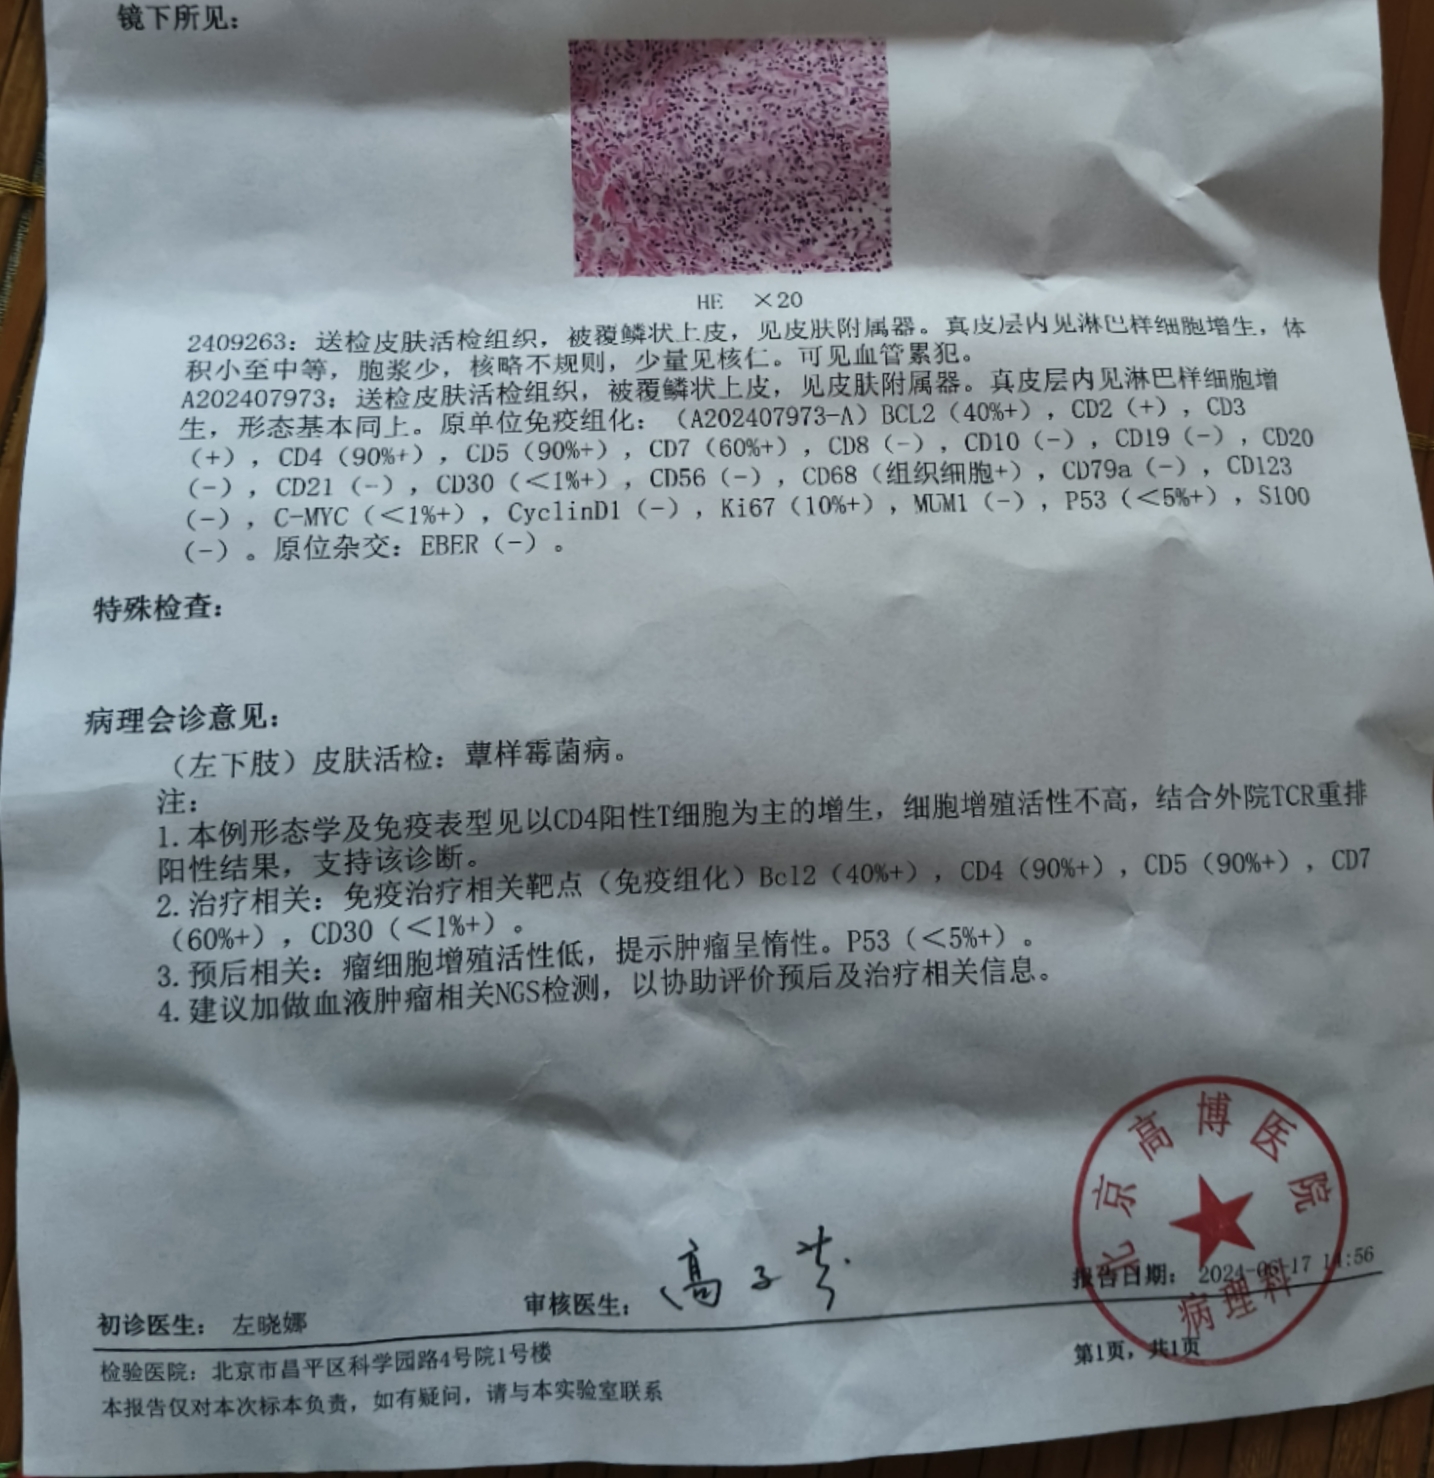 镜下所见：
HE ×20
2409263：送检皮肤活检组织，被覆鳞状上皮，见皮肤附属器。真皮层内见淋巴样细胞增生，体
积小至中等，胞浆少，核略不规则，少量见核仁。可见血管累犯。
A202407973：送检皮肤活检组织，被覆鳞状上皮，见皮肤附属器。真皮层内见淋巴样细胞增
生，形态基本同上。原单位免疫组化：（A202407973-A）BCL2（40%+），CD2（+），CD3
（+），CD4（90%+），CD5（90%+），CD7（60%+），CD8（-），CD10（-），CD19（-），CD20
（-），CD21（-），CD30（<1%+），CD56（-），CD68（组织细胞+），CD79a（-），CD123
（-），C-MYC（<1%+），CyclinD1（-），Ki67（10%+），MUM1（-），P53（<5%+），S100
（-）。原位杂交：EBER（-）。
特殊检查：
病理会诊意见：
（左下肢）皮肤活检：蕈样霉菌病。
注：
1.本例形态学及免疫表型见以CD4阳性T细胞为主的增生，细胞增殖活性不高，结合外院TCR重排
阳性结果，支持该诊断。
2.治疗相关：免疫治疗相关靶点（免疫组化）Bcl2（40%+），CD4（90%+），CD5（90%+），CD7
（60%+），CD30（<1%+）。
3.预后相关：瘤细胞增殖活性低，提示肿瘤呈惰性。P53（<5%+）。
4.建议加做血液肿瘤相关NGS检测，以协助评价预后及治疗相关信息。
北京高博医院
病理科
初诊医生：左晓娜 审核医生：高子芬 报告日期：2024-06-17 14:56
检验医院：北京市昌平区科学园路4号院1号楼 第1页，共1页
本报告仅对本次标本负责，如有疑问，请与本实验室联系